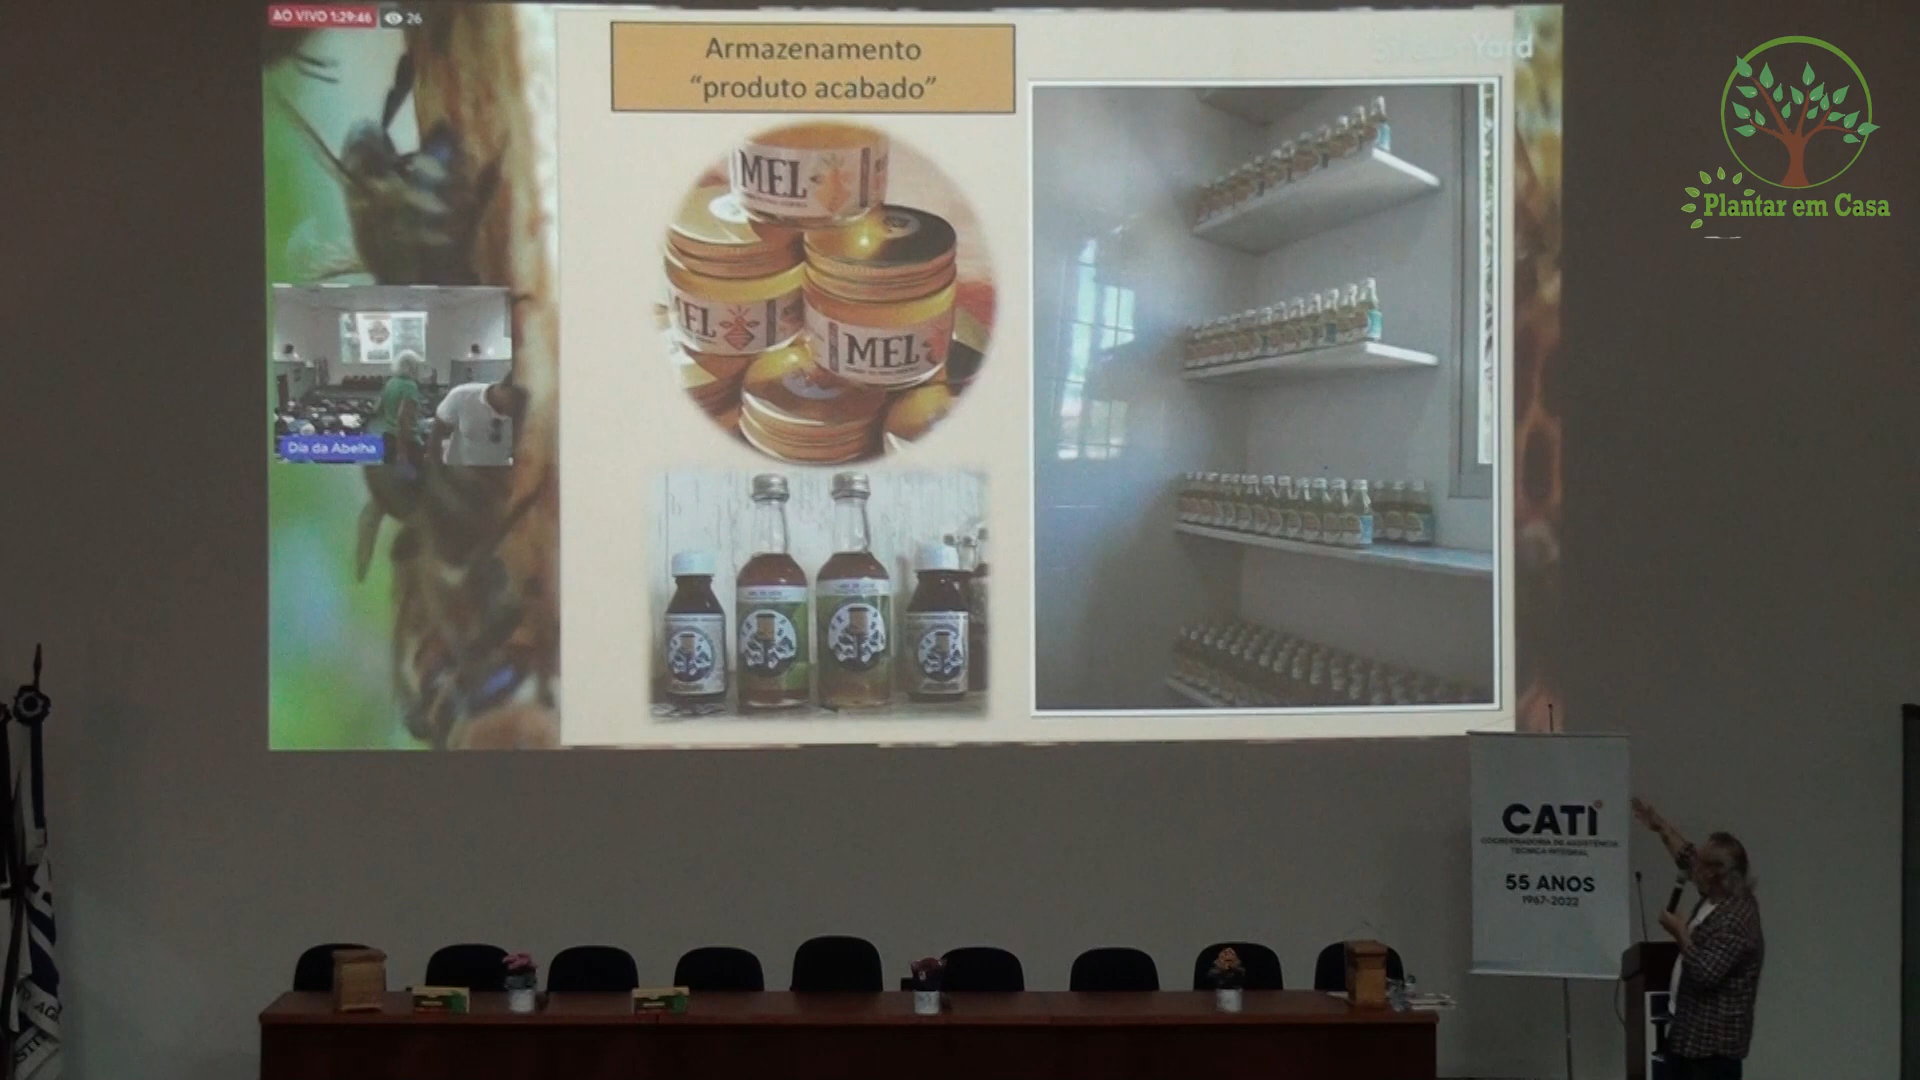 AO VIVO 1:29:46 26
Armazenamento
“produto acabado”
Yard
Plantar em Casa
MEL
MEL
MEL
Dia da Abelha
CATI
COORDENADORIA DE ASSISTÊNCIA
TÉCNICA INTEGRAL
55 ANOS
1967-2022